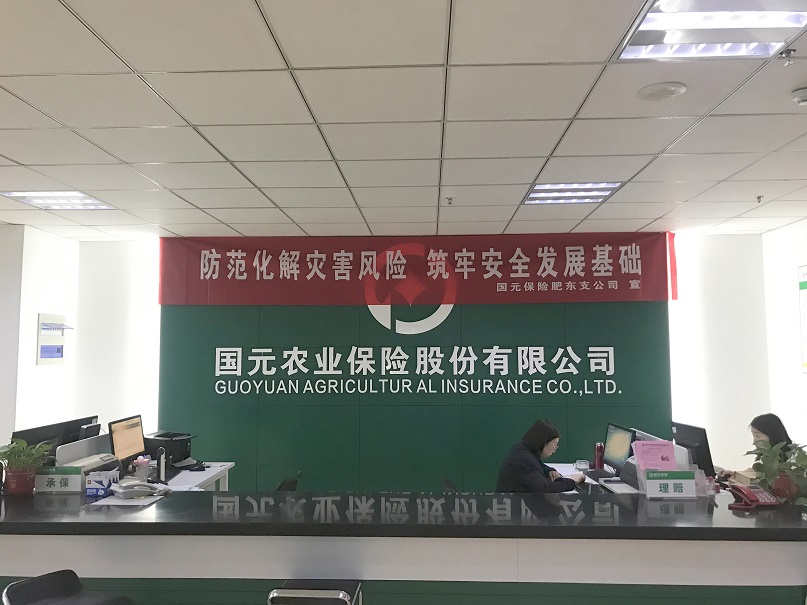 防范化解灾害风险 筑牢安全发展基础
国元保险肥东支公司 宣
国元农业保险股份有限公司
GUOYUAN AGRICULTUR AL INSURANCE CO.,LTD.
承保
理赔